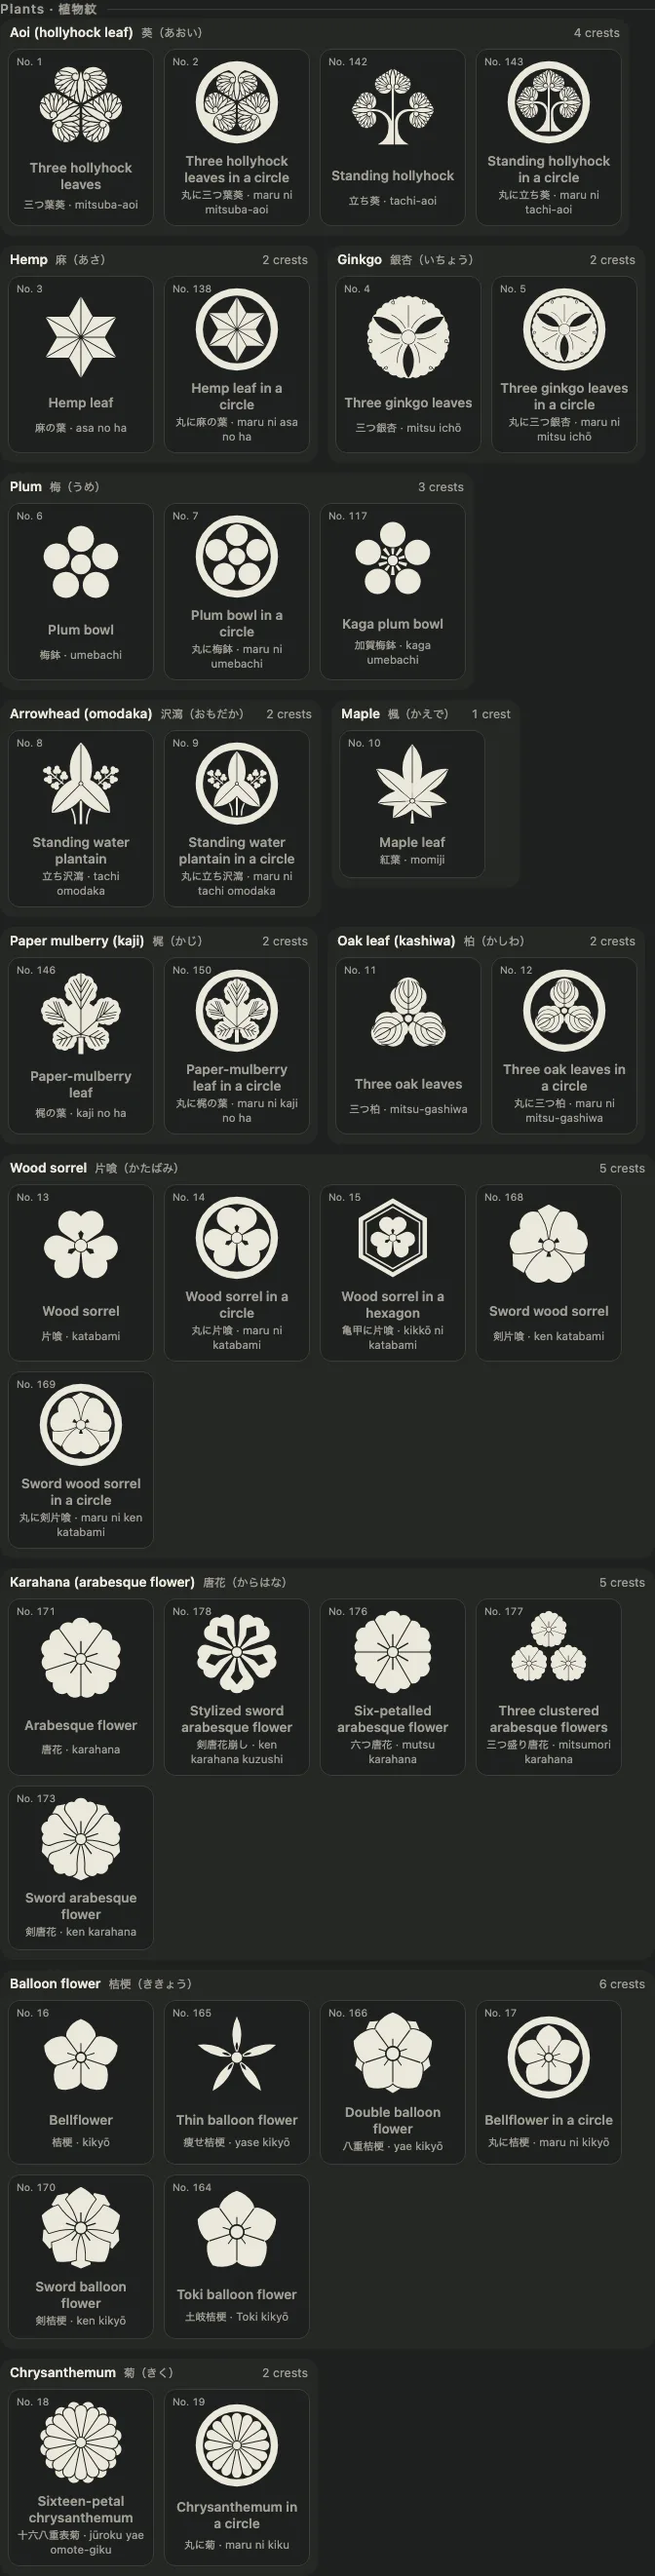 Plants · 植物紋
Aoi (hollyhock leaf) 葵（あおい） 4 crests
No. 1
Three hollyhock
leaves
三つ葉葵 · mitsuba-aoi
No. 2
Three hollyhock
leaves in a circle
丸に三つ葉葵 · maru ni
mitsuba-aoi
No. 142
Standing hollyhock
立ち葵 · tachi-aoi
No. 143
Standing hollyhock
in a circle
丸に立ち葵 · maru ni
tachi-aoi
Hemp 麻（あさ） 2 crests
No. 3
Hemp leaf
麻の葉 · asa no ha
No. 138
Hemp leaf in a
circle
丸に麻の葉 · maru ni asa
no ha
Ginkgo 銀杏（いちょう） 2 crests
No. 4
Three ginkgo leaves
三つ銀杏 · mitsu ichō
No. 5
Three ginkgo leaves
in a circle
丸に三つ銀杏 · maru ni
mitsu ichō
Plum 梅（うめ） 3 crests
No. 6
Plum bowl
梅鉢 · umebachi
No. 7
Plum bowl in a
circle
丸に梅鉢 · maru ni
umebachi
No. 117
Kaga plum bowl
加賀梅鉢 · kaga
umebachi
Arrowhead (omodaka) 沢瀉（おもだか） 2 crests
No. 8
Standing water
plantain
立ち沢瀉 · tachi
omodaka
No. 9
Standing water
plantain in a circle
丸に立ち沢瀉 · maru ni
tachi omodaka
Maple 楓（かえで） 1 crest
No. 10
Maple leaf
紅葉 · momiji
Paper mulberry (kaji) 梶（かじ） 2 crests
No. 146
Paper-mulberry
leaf
梶の葉 · kaji no ha
No. 150
Paper-mulberry
leaf in a circle
丸に梶の葉 · maru ni kaji
no ha
Oak leaf (kashiwa) 柏（かしわ） 2 crests
No. 11
Three oak leaves
三つ柏 · mitsu-gashiwa
No. 12
Three oak leaves in
a circle
丸に三つ柏 · maru ni
mitsu-gashiwa
Wood sorrel 片喰（かたばみ） 5 crests
No. 13
Wood sorrel
片喰 · katabami
No. 14
Wood sorrel in a
circle
丸に片喰 · maru ni
katabami
No. 15
Wood sorrel in a
hexagon
亀甲に片喰 · kikkō ni
katabami
No. 168
Sword wood sorrel
剣片喰 · ken katabami
No. 169
Sword wood sorrel
in a circle
丸に剣片喰 · maru ni ken
katabami
Karahana (arabesque flower) 唐花（からはな） 5 crests
No. 171
Arabesque flower
唐花 · karahana
No. 178
Stylized sword
arabesque flower
剣唐花崩し · ken
karahana kuzushi
No. 176
Six-petalled
arabesque flower
六つ唐花 · mutsu
karahana
No. 177
Three clustered
arabesque flowers
三つ盛り唐花 · mitsumori
karahana
No. 173
Sword arabesque
flower
剣唐花 · ken karahana
Balloon flower 桔梗（ききょう） 6 crests
No. 16
Bellflower
桔梗 · kikyō
No. 165
Thin balloon flower
痩せ桔梗 · yase kikyō
No. 166
Double balloon
flower
八重桔梗 · yae kikyō
No. 17
Bellflower in a circle
丸に桔梗 · maru ni kikyō
No. 170
Sword balloon
flower
剣桔梗 · ken kikyō
No. 164
Toki balloon flower
土岐桔梗 · Toki kikyō
Chrysanthemum 菊（きく） 2 crests
No. 18
Sixteen-petal
chrysanthemum
十六八重表菊 · jūroku yae
omote-giku
No. 19
Chrysanthemum in
a circle
丸に菊 · maru ni kiku